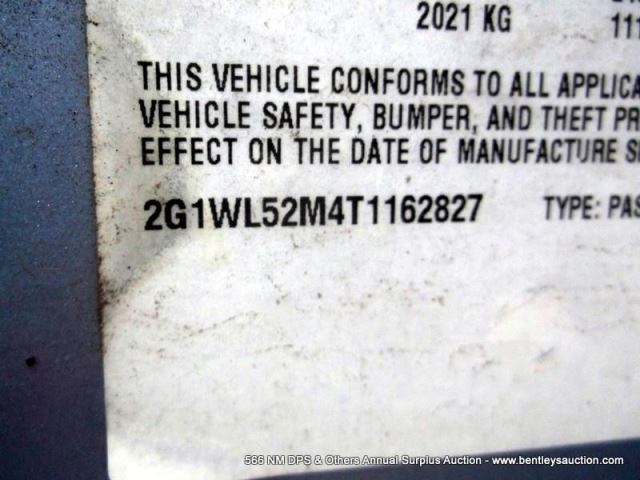 2021 KG
111
THIS VEHICLE CONFORMS TO ALL APPLICA
VEHICLE SAFETY, BUMPER, AND THEFT PR
EFFECT ON THE DATE OF MANUFACTURE S
2G1WL52M4T1162827 TYPE: PAS
566 NM DPS & Others Annual Surplus Auction - www.bentleysauction.com